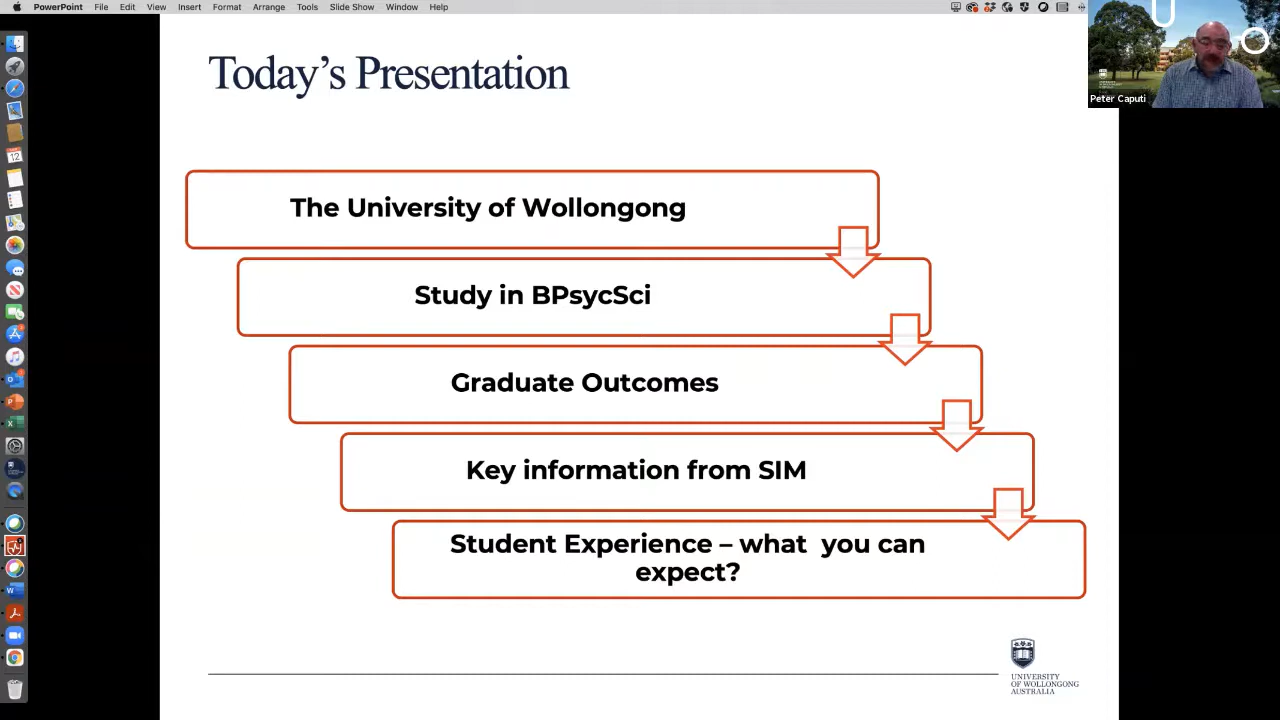 PowerPoint File Edit View Insert Format Arrange Tools Slide Show Window Help
Today's Presentation
Peter Caputi
The University of Wollongong
Study in BPsycSci
Graduate Outcomes
Key information from SIM
Student Experience – what you can
expect?
UNIVERSITY
OF WOLLONGONG
AUSTRALIA